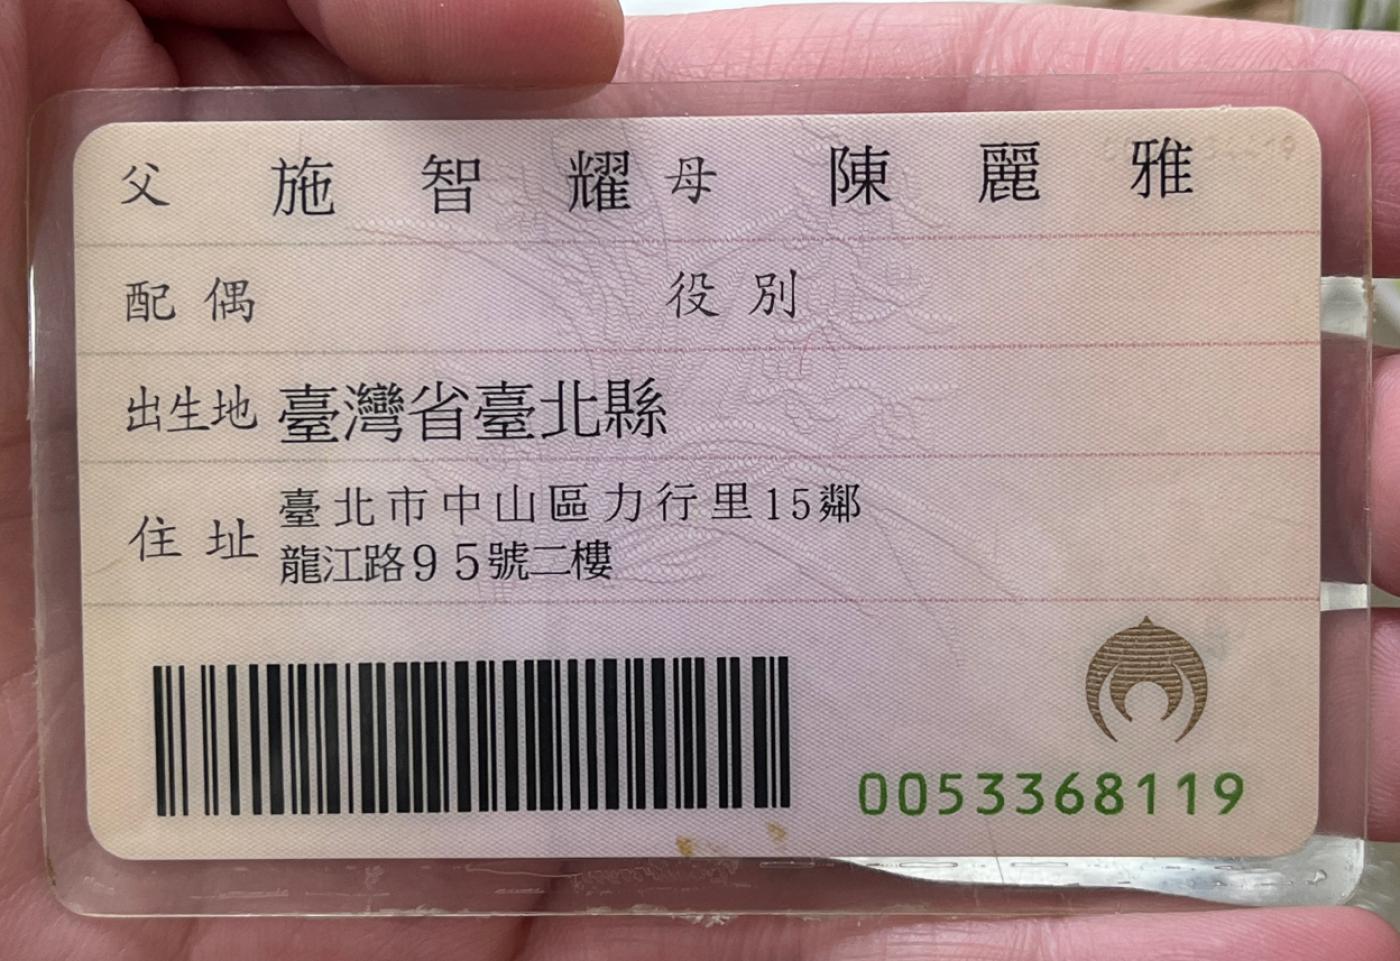 父 施智耀 母 陳麗雅
配偶 役別
出生地 臺灣省臺北縣
住址 臺北市中山區力行里15鄰
龍江路95號二樓
0053368119